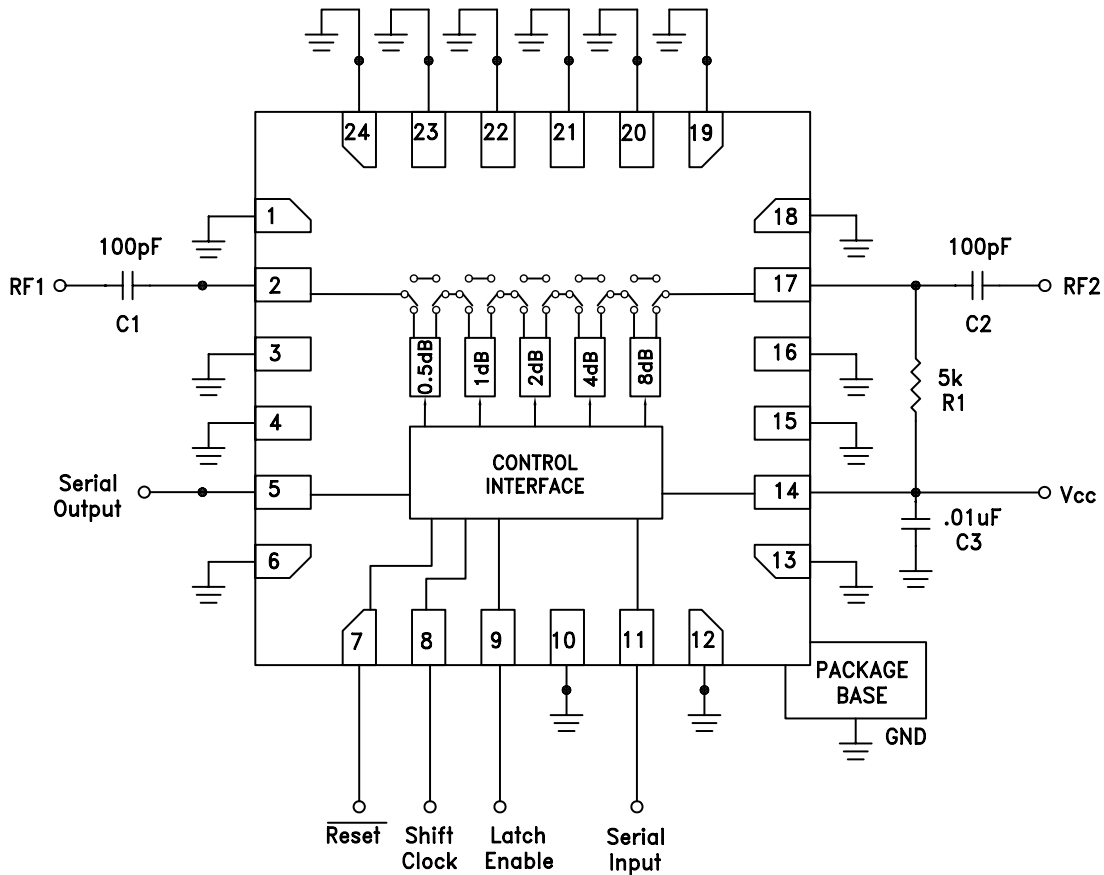 24 23 22 21 20 19
1
18
100pF
100pF
RF1
2
17
RF2
C1
C2
3
16
0.5dB
1dB
2dB
4dB
8dB
5k
R1
4
15
CONTROL
INTERFACE
Serial
Output
5
14
Vcc
.01uF
C3
6
13
7 8 9 10 11 12
PACKAGE
BASE
GND
Reset
Shift
Clock
Latch
Enable
Serial
Input